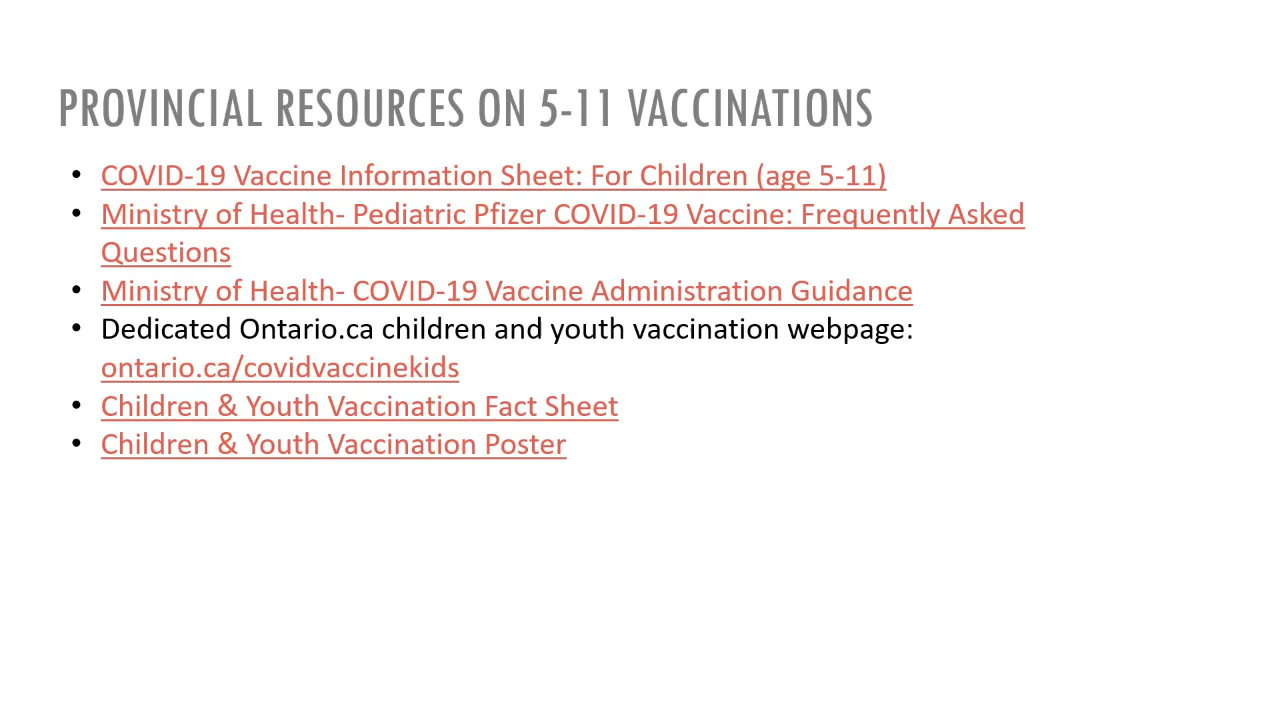 PROVINCIAL RESOURCES ON 5-11 VACCINATIONS
• COVID-19 Vaccine Information Sheet: For Children (age 5-11)
• Ministry of Health- Pediatric Pfizer COVID-19 Vaccine: Frequently Asked
Questions
• Ministry of Health- COVID-19 Vaccine Administration Guidance
• Dedicated Ontario.ca children and youth vaccination webpage:
ontario.ca/covidvaccinekids
• Children & Youth Vaccination Fact Sheet
• Children & Youth Vaccination Poster